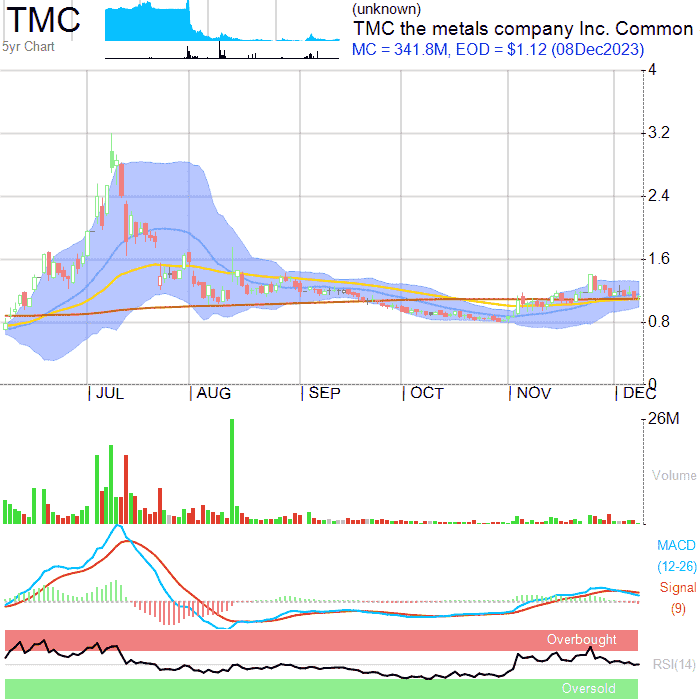 TMC
5yr Chart
(unknown)
TMC the metals company Inc. Common
MC = 341.8M, EOD = $1.12 (08Dec2023)
4
3.2
2.4
1.6
0.8
0
JUL AUG SEP OCT NOV DEC
26M
Volume
MACD
(12-26)
Signal
(9)
Overbought
RSI(14)
Oversold